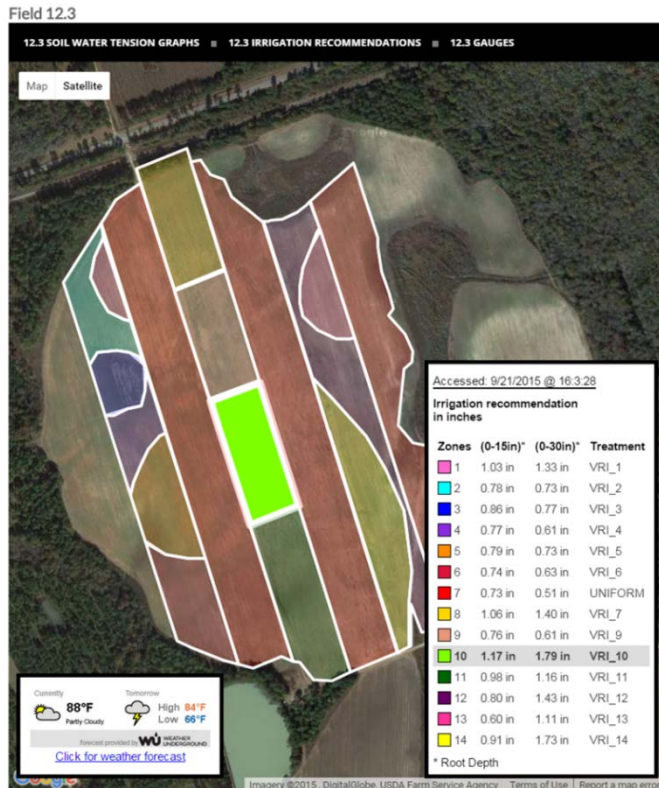 Field 12.3
12.3 SOIL WATER TENSION GRAPHS ■ 12.3 IRRIGATION RECOMMENDATIONS ■ 12.3 GAUGES
Map Satellite
Google
Accessed: 9/21/2015 @ 16:3:28
Irrigation recommendation
in inches
Zones (0-15in)* (0-30in)* Treatment
1 1.03 in 1.33 in VRI_1
2 0.78 in 0.73 in VRI_2
3 0.86 in 0.77 in VRI_3
4 0.77 in 0.61 in VRI_4
5 0.79 in 0.73 in VRI_5
6 0.74 in 0.63 in VRI_6
7 0.73 in 0.51 in UNIFORM
8 1.06 in 1.40 in VRI_7
9 0.76 in 0.61 in VRI_9
10 1.17 in 1.79 in VRI_10
11 0.98 in 1.16 in VRI_11
12 0.80 in 1.43 in VRI_12
13 0.60 in 1.11 in VRI_13
14 0.91 in 1.73 in VRI_14
* Root Depth
Currently Tomorrow
88°F High 84°F
Partly Cloudy Low 66°F
forecast provided by WU WEATHER UNDERGROUND
Click for weather forecast
Google
Imagery ©2015, DigitalGlobe, USDA Farm Service Agency Terms of Use Report a map error